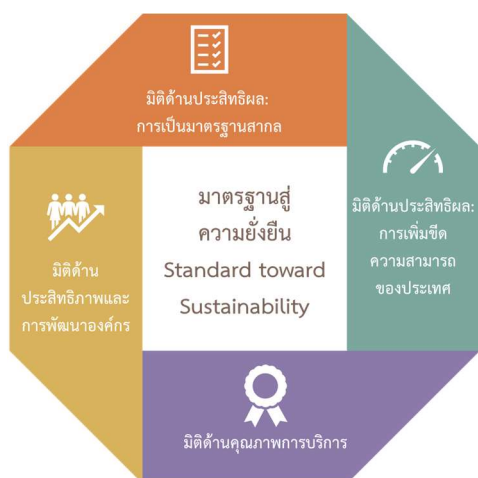 มิติด้านประสิทธิผล:
การเป็นมาตรฐานสากล
มิติด้านประสิทธิผล:
การเพิ่มขีด
ความสามารถ
ของประเทศ
มาตรฐานสู่
ความยั่งยืน
Standard toward
Sustainability
มิติด้าน
ประสิทธิภาพและ
การพัฒนาองค์กร
มิติด้านคุณภาพการบริการ